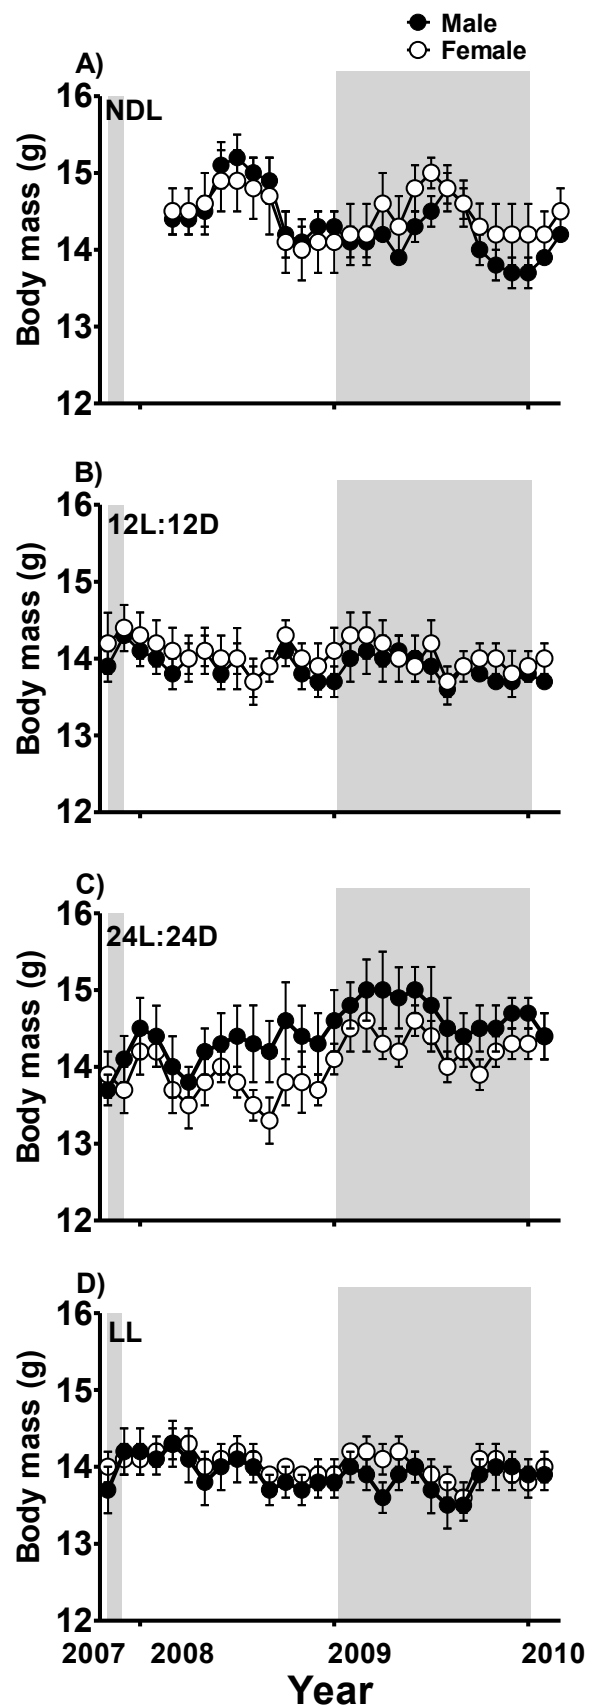 Male
Female
A)
16
NDL
15
14
13
12
Body mass (g)
B)
16
12L:12D
15
14
13
12
Body mass (g)
C)
16
24L:24D
15
14
13
12
Body mass (g)
D)
16
LL
15
14
13
12
Body mass (g)
2007 2008 2009 2010
Year